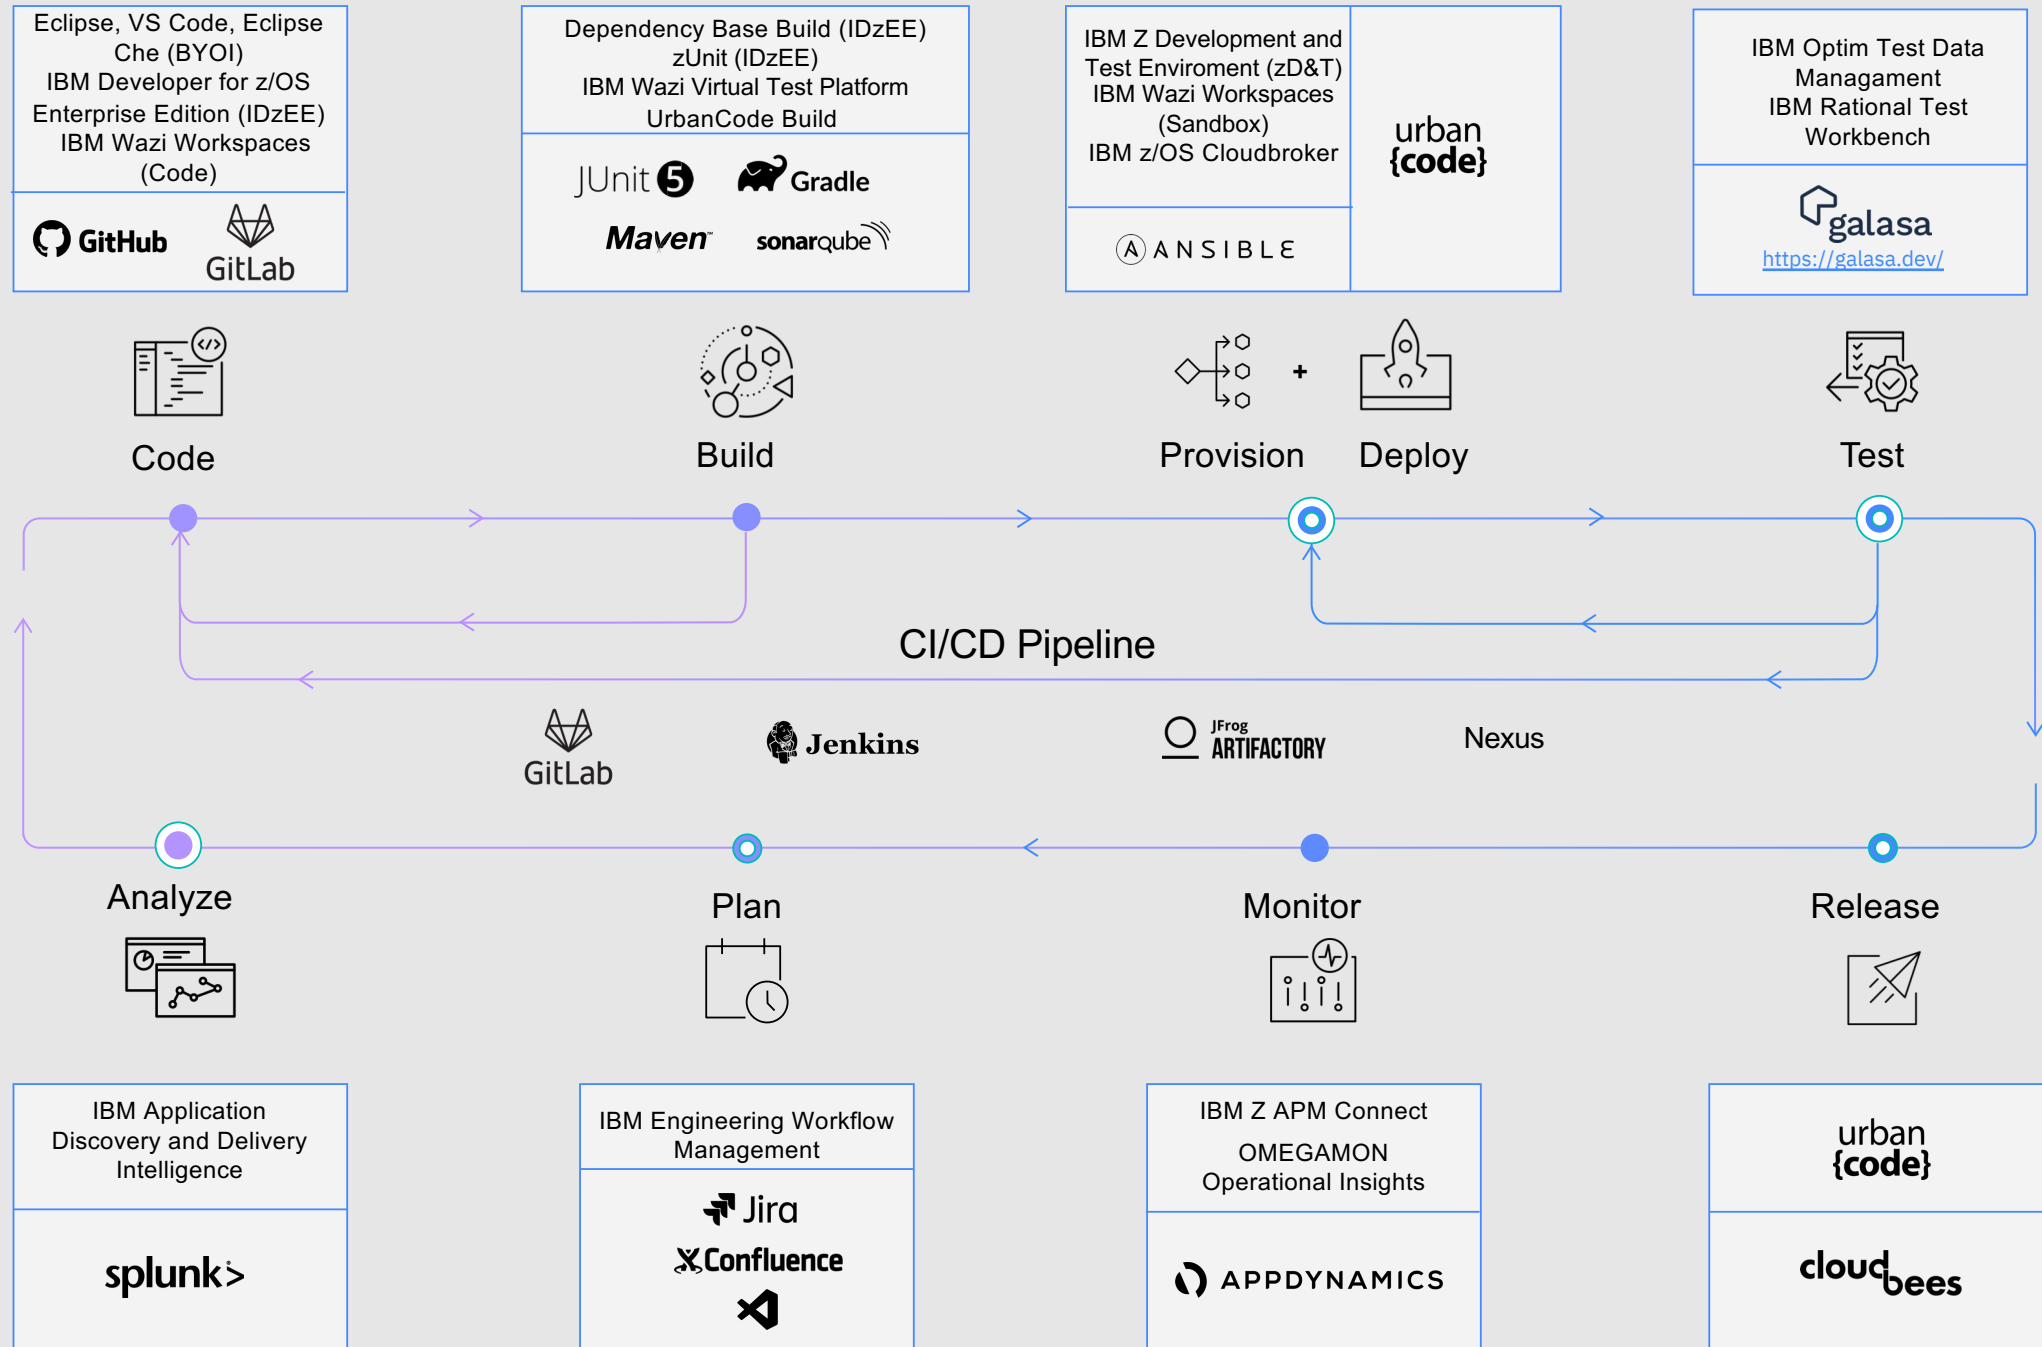 Eclipse, VS Code, Eclipse
Che (BYOI)
IBM Developer for z/OS
Enterprise Edition (IDzEE)
IBM Wazi Workspaces
(Code)
GitHub
GitLab
Dependency Base Build (IDzEE)
zUnit (IDzEE)
IBM Wazi Virtual Test Platform
UrbanCode Build
JUnit 5
Gradle
Maven™
sonarqube
IBM Z Development and
Test Enviroment (zD&T)
IBM Wazi Workspaces
(Sandbox)
IBM z/OS Cloudbroker
A ANSIBLE
urban
{code}
IBM Optim Test Data
Managament
IBM Rational Test
Workbench
galasa
https://galasa.dev/
</>
+
Code
Build
Provision
Deploy
Test
CI/CD Pipeline
GitLab
Jenkins
JFrog
ARTIFACTORY
Nexus
Analyze
Plan
Monitor
Release
IBM Application
Discovery and Delivery
Intelligence
splunk>
IBM Engineering Workflow
Management
Jira
Confluence
IBM Z APM Connect
OMEGAMON
Operational Insights
APPDYNAMICS
urban
{code}
cloud
bees